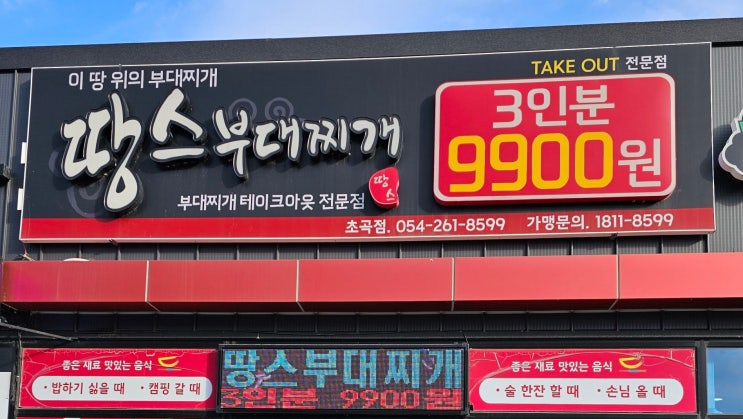 이 땅 위의 부대찌개
땅스부대찌개
땅스
부대찌개 테이크아웃 전문점
TAKE OUT 전문점
3인분
9900원
초곡점. 054-261-8599 가맹문의. 1811-8599
좋은 재료 맛있는 음식
· 밥하기 싫을 때 · 캠핑 갈 때
땅스부대찌개
3인분 9900원
좋은 재료 맛있는 음식
· 술 한잔 할 때 · 손님 올 때